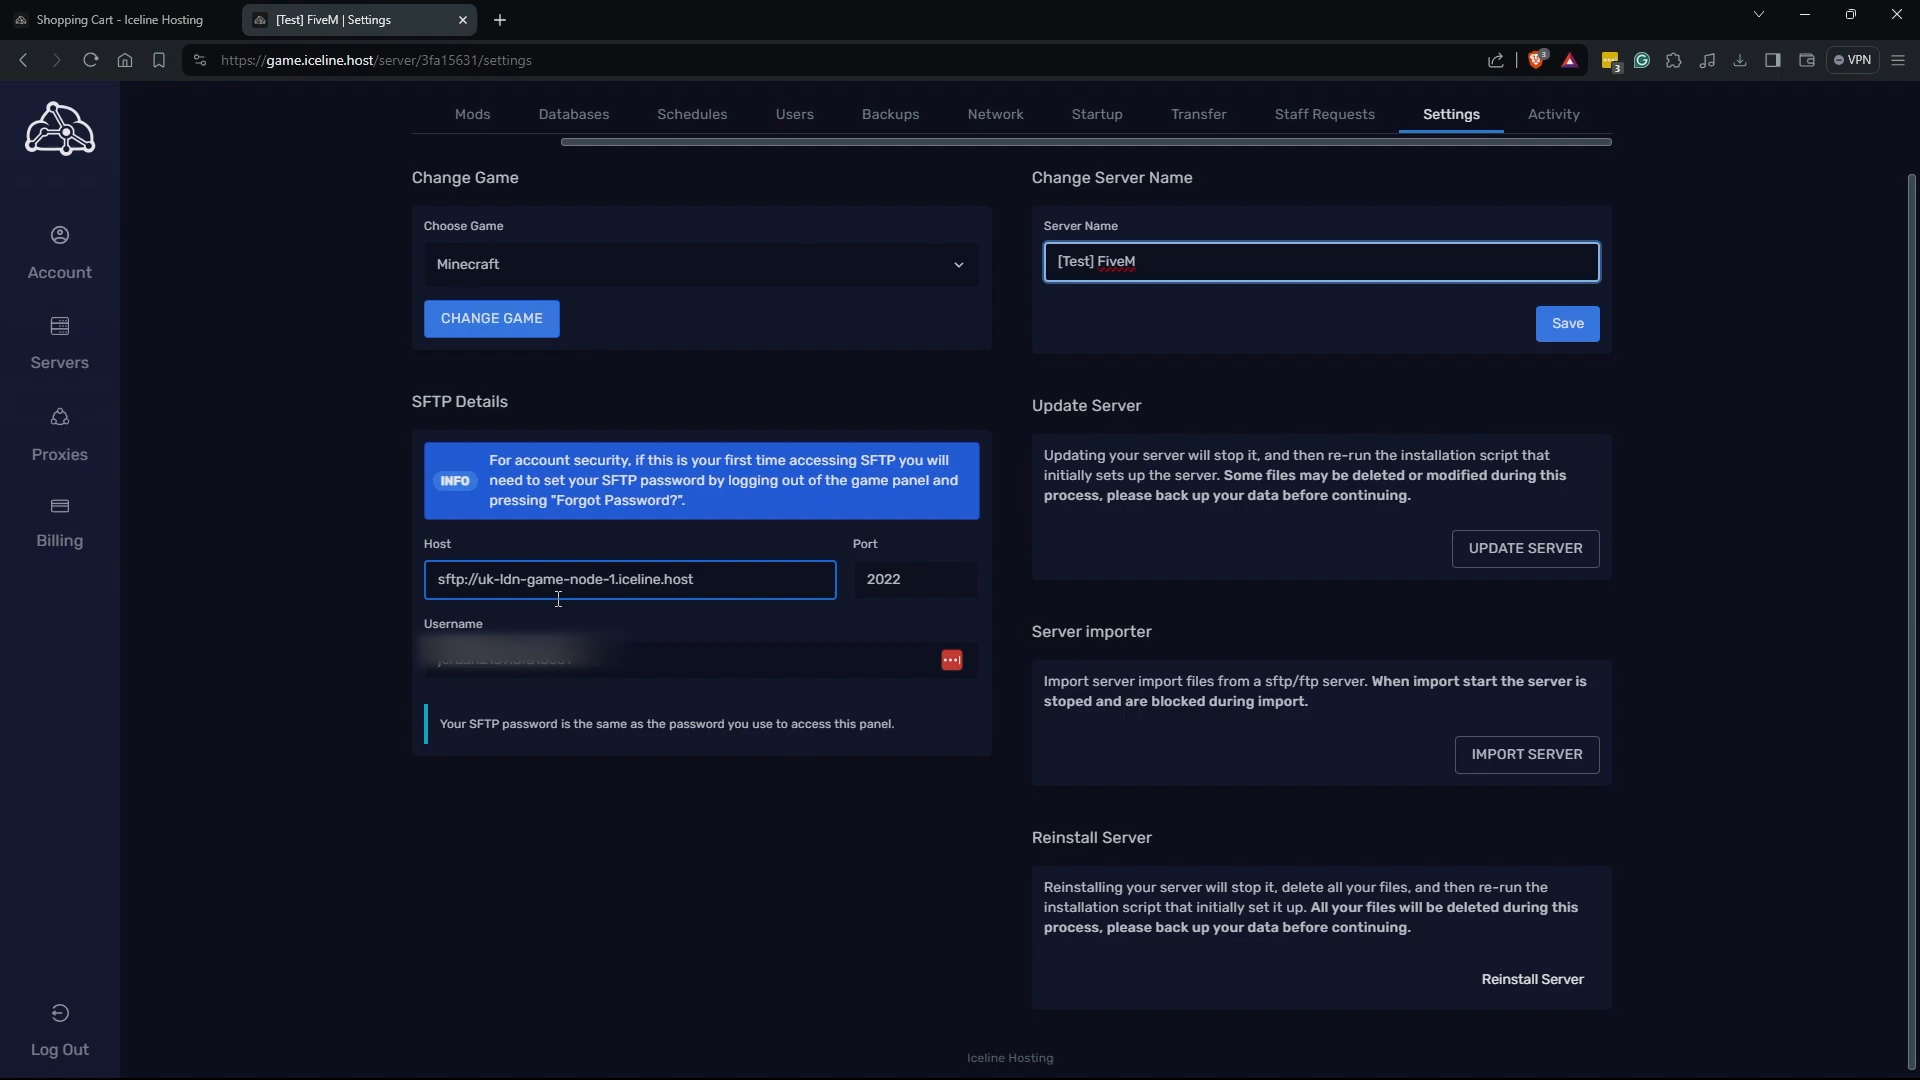 Shopping Cart - Iceline Hosting
[Test] FiveM | Settings
https://game.iceline.host/server/3fa15631/settings
3
3
VPN
Mods
Databases
Schedules
Users
Backups
Network
Startup
Transfer
Staff Requests
Settings
Activity
Account
Servers
Proxies
Billing
Log Out
Change Game
Choose Game
Minecraft
CHANGE GAME
SFTP Details
INFO
For account security, if this is your first time accessing SFTP you will
need to set your SFTP password by logging out of the game panel and
pressing "Forgot Password?".
Host
Port
sftp://uk-ldn-game-node-1.iceline.host
2022
Username
Your SFTP password is the same as the password you use to access this panel.
Change Server Name
Server Name
[Test] FiveM
Save
Update Server
Updating your server will stop it, and then re-run the installation script that
initially sets up the server. Some files may be deleted or modified during this
process, please back up your data before continuing.
UPDATE SERVER
Server importer
Import server import files from a sftp/ftp server. When import start the server is
stoped and are blocked during import.
IMPORT SERVER
Reinstall Server
Reinstalling your server will stop it, delete all your files, and then re-run the
installation script that initially set it up. All your files will be deleted during this
process, please back up your data before continuing.
Reinstall Server
Iceline Hosting